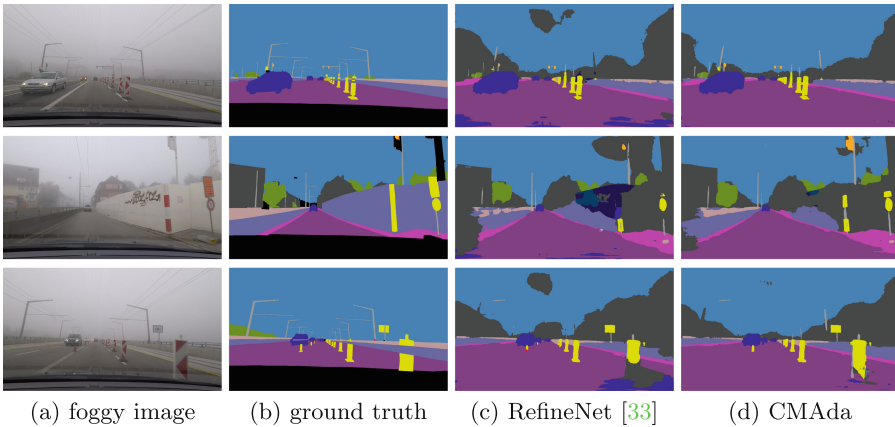 (a) foggy image
(b) ground truth
(c) RefineNet [33]
(d) CMAda